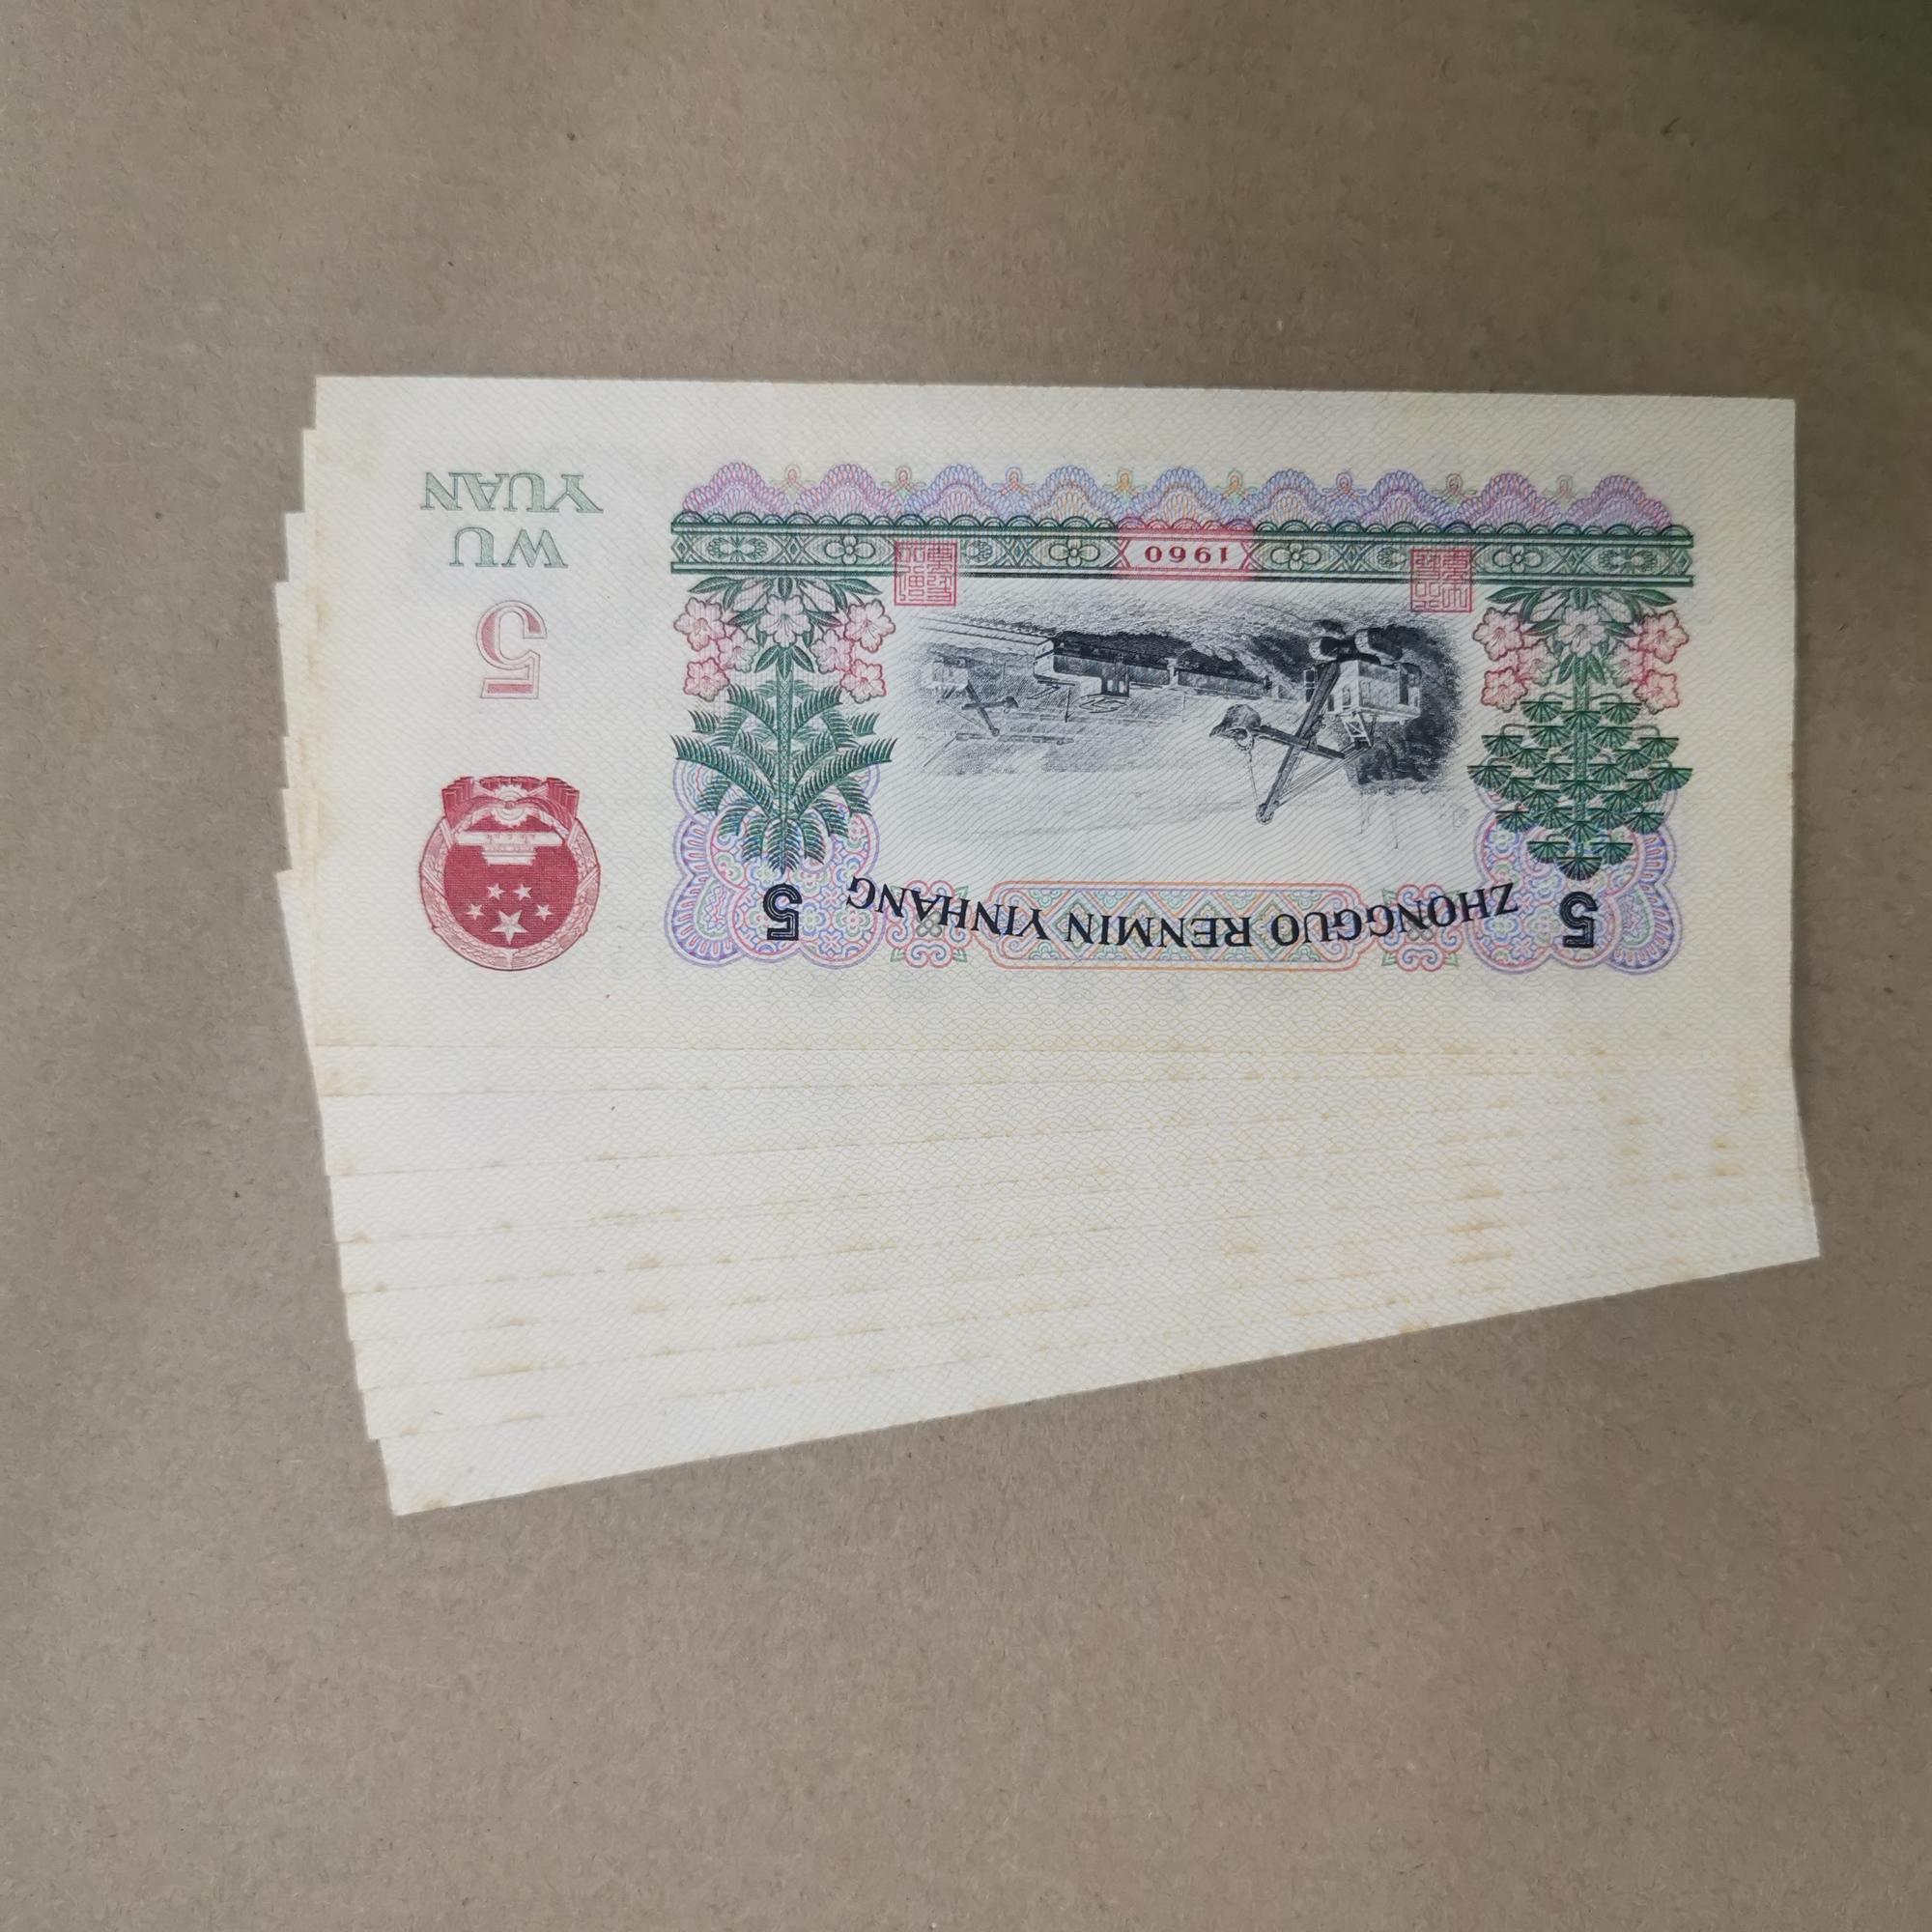 5 ZHONGGUO RENMIN YINHANG 5
5
WU
YUAN
1960